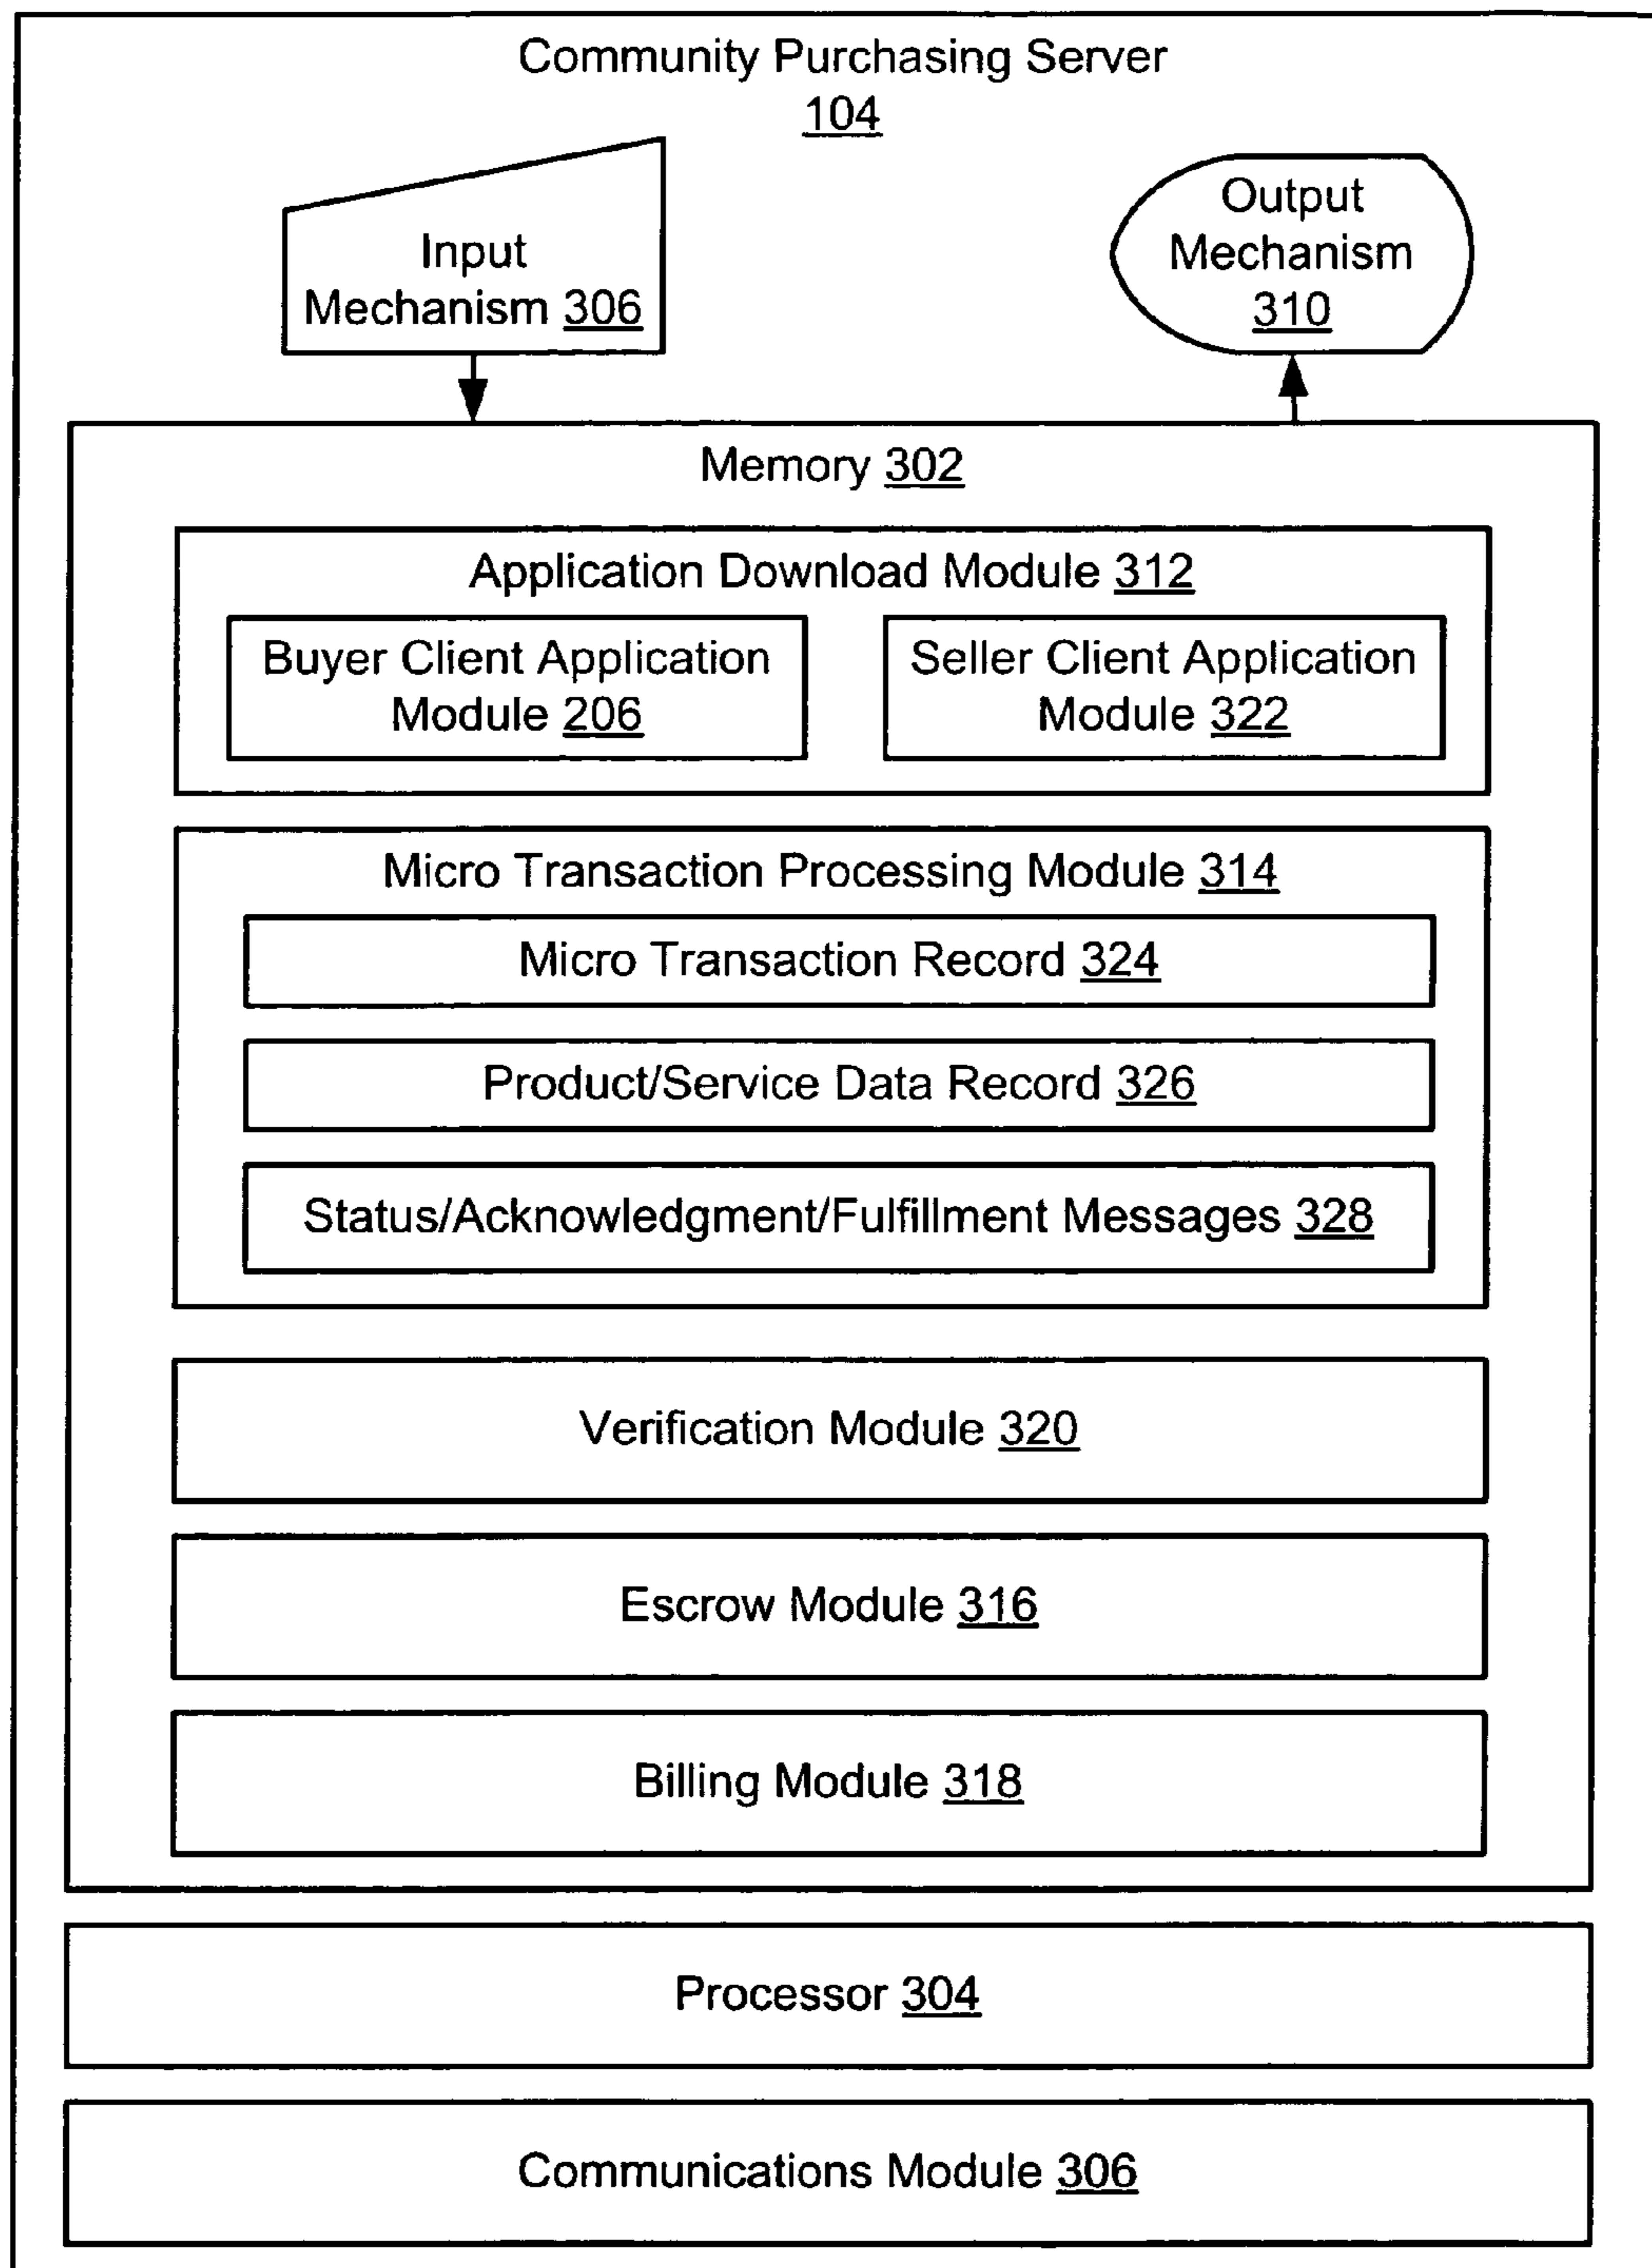 Community Purchasing Server
104
Input
Mechanism 306
Output
Mechanism
310
Memory 302
Application Download Module 312
Buyer Client Application
Module 206
Seller Client Application
Module 322
Micro Transaction Processing Module 314
Micro Transaction Record 324
Product/Service Data Record 326
Status/Acknowledgment/Fulfillment Messages 328
Verification Module 320
Escrow Module 316
Billing Module 318
Processor 304
Communications Module 306